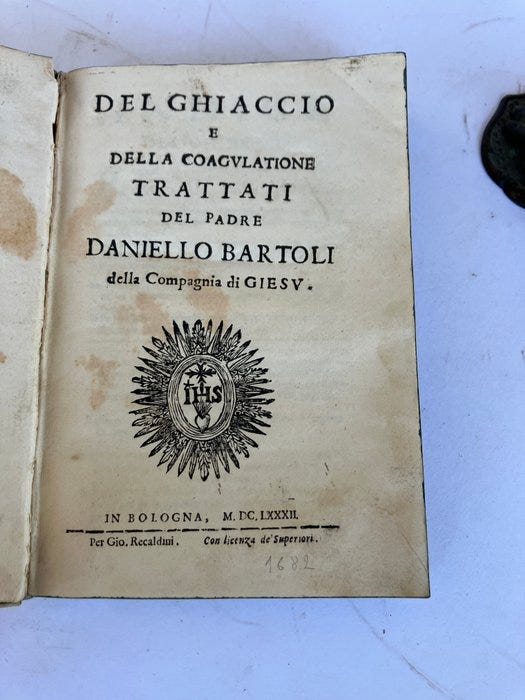 DEL GHIACCIO
E
DELLA COAGVLATIONE
TRATTATI
DEL PADRE
DANIELLO BARTOLI
della Compagnia di GIESV.
IHS
IN BOLOGNA, M.DC.LXXXII.
Per Gio. Recaldini. Con licenza de' Superiori.
1682